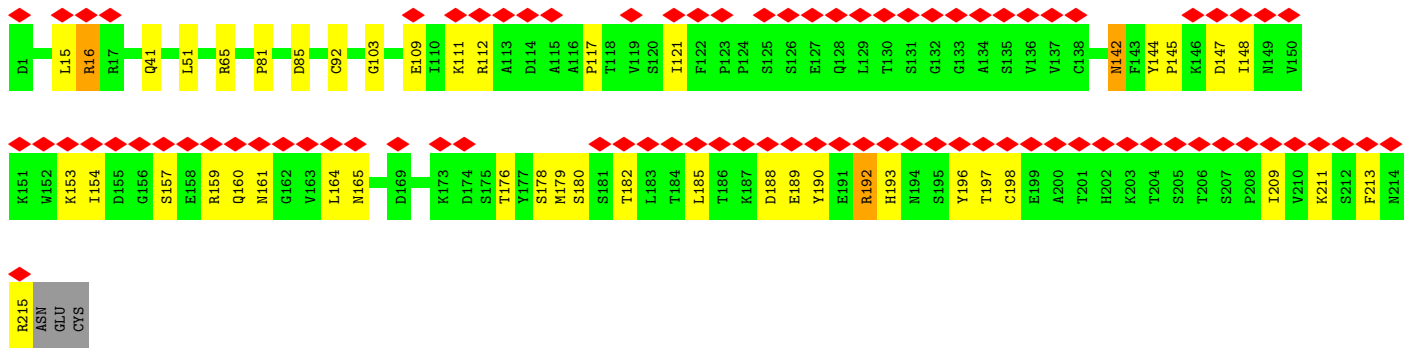 D1 L15 R16 R17 Q41 L51 R65 P81 D85 C92 G103 E109 I110 K111 R112 A113 D114 A115 A116 P117 T118 V119 S120 I121 F122 P123 P124 S125 S126 E127 Q128 L129 T130 S131 G132 G133 A134 S135 V136 V137 C138 N142 F143 Y144 P145 K146 D147 I148 N149 V150
K151 W152 K153 I154 D155 G156 S157 E158 R159 Q160 N161 G162 V163 L164 N165 D169 K173 D174 S175 T176 Y177 S178 M179 S180 S181 T182 L183 T184 L185 T186 K187 D188 E189 Y190 E191 R192 H193 N194 S195 Y196 T197 C198 E199 A200 T201 H202 K203 T204 S205 T206 S207 P208 I209 V210 K211 S212 F213 N214
R215 ASN GLU CYS